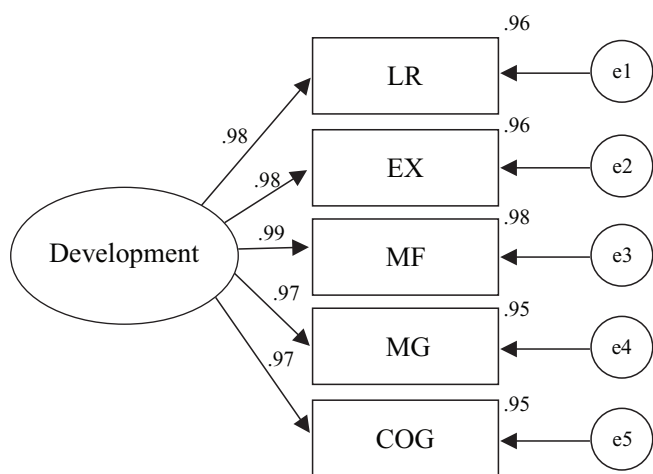 .96
LR
e1
.98
.96
EX
e2
.98
.98
Development
.99
MF
e3
.97
.95
MG
e4
.97
.95
COG
e5